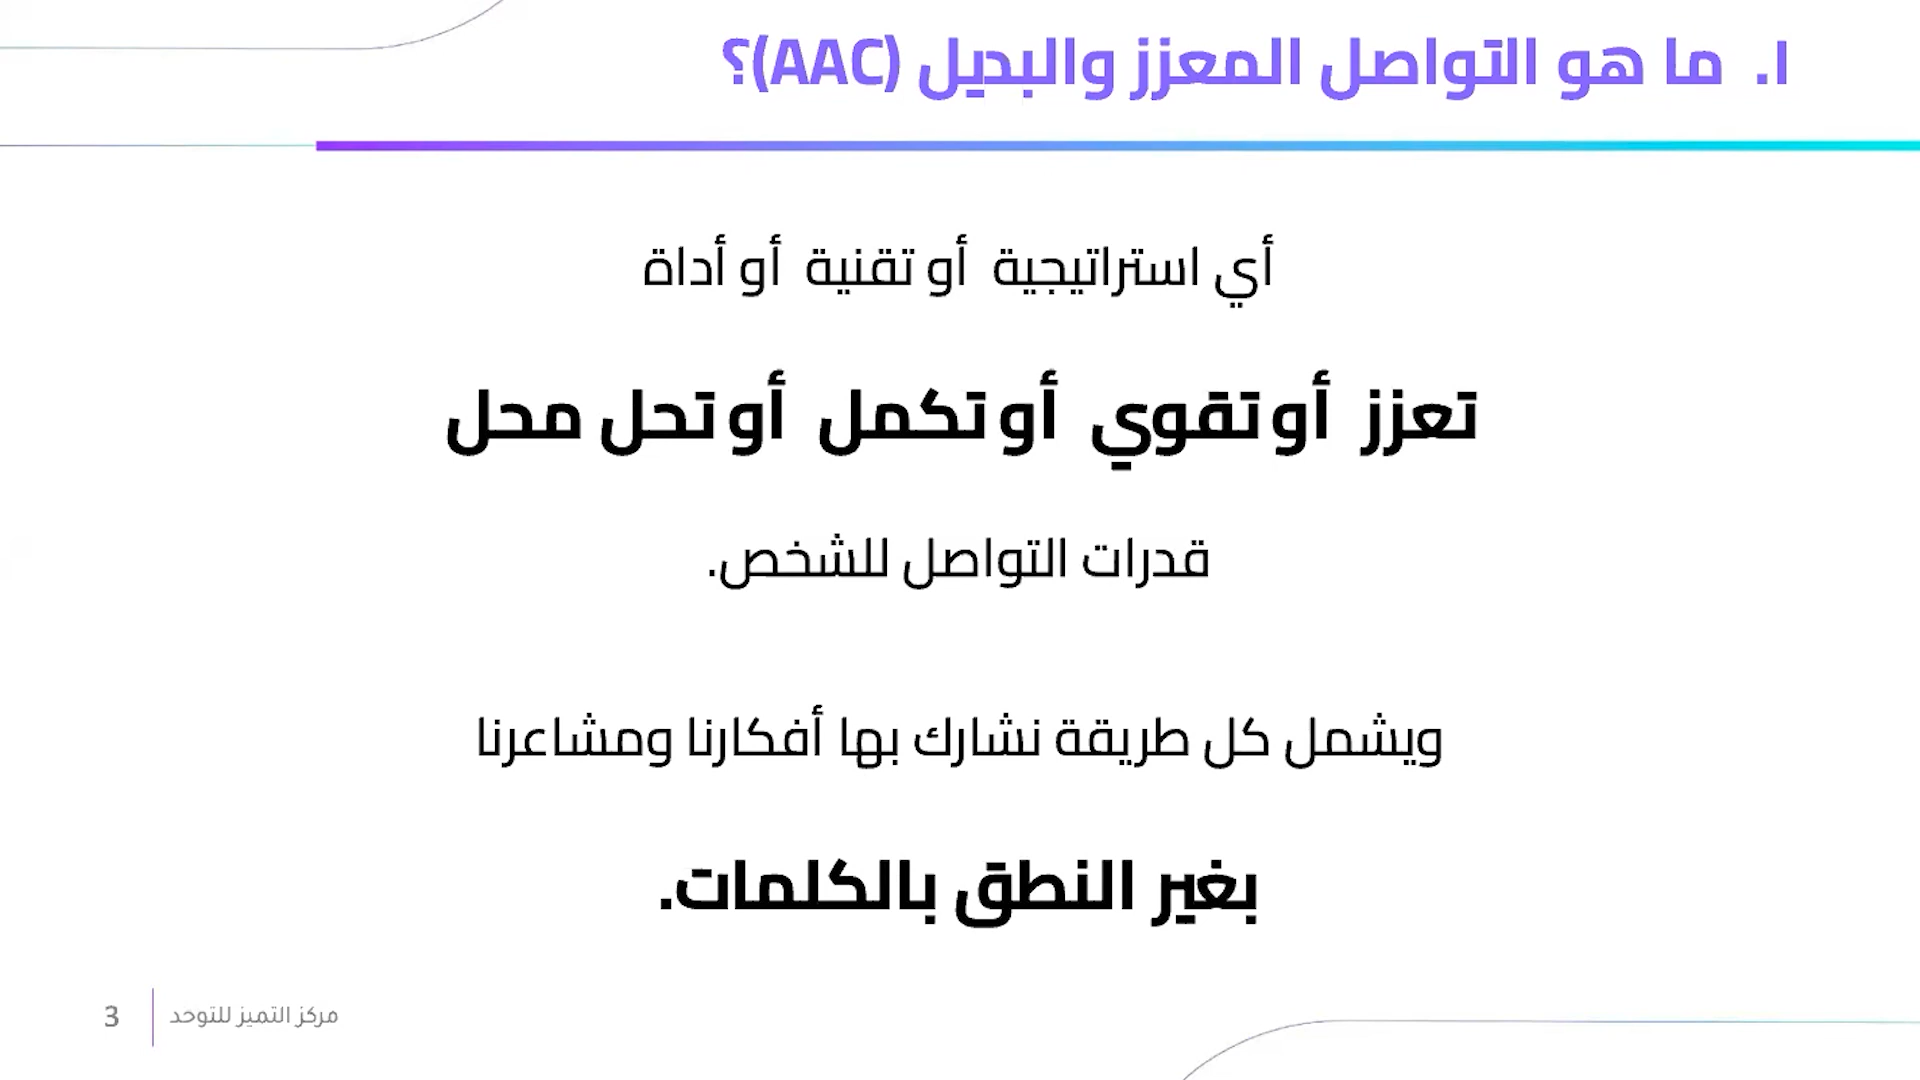 ١. ما هو التواصل المعزز والبديل (AAC)؟
أي استراتيجية أو تقنية أو أداة
تعزز أو تقوي أو تكمل أو تحل محل
قدرات التواصل للشخص.
ويشمل كل طريقة نشارك بها أفكارنا ومشاعرنا
بغير النطق بالكلمات.
مركز التميز للتوحد
3